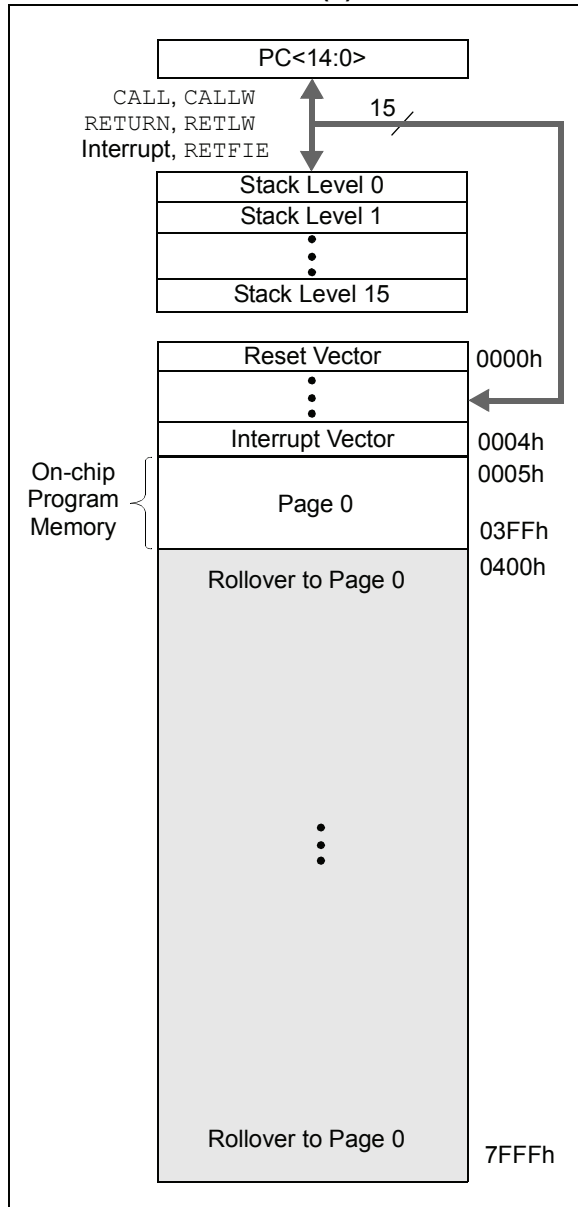 PC<14:0>
CALL, CALLW
RETURN, RETLW
Interrupt, RETFIE
15
Stack Level 0
Stack Level 1
Stack Level 15
Reset Vector
0000h
Interrupt Vector
0004h
On-chip
Program
Memory
0005h
Page 0
03FFh
Rollover to Page 0
0400h
Rollover to Page 0
7FFFh